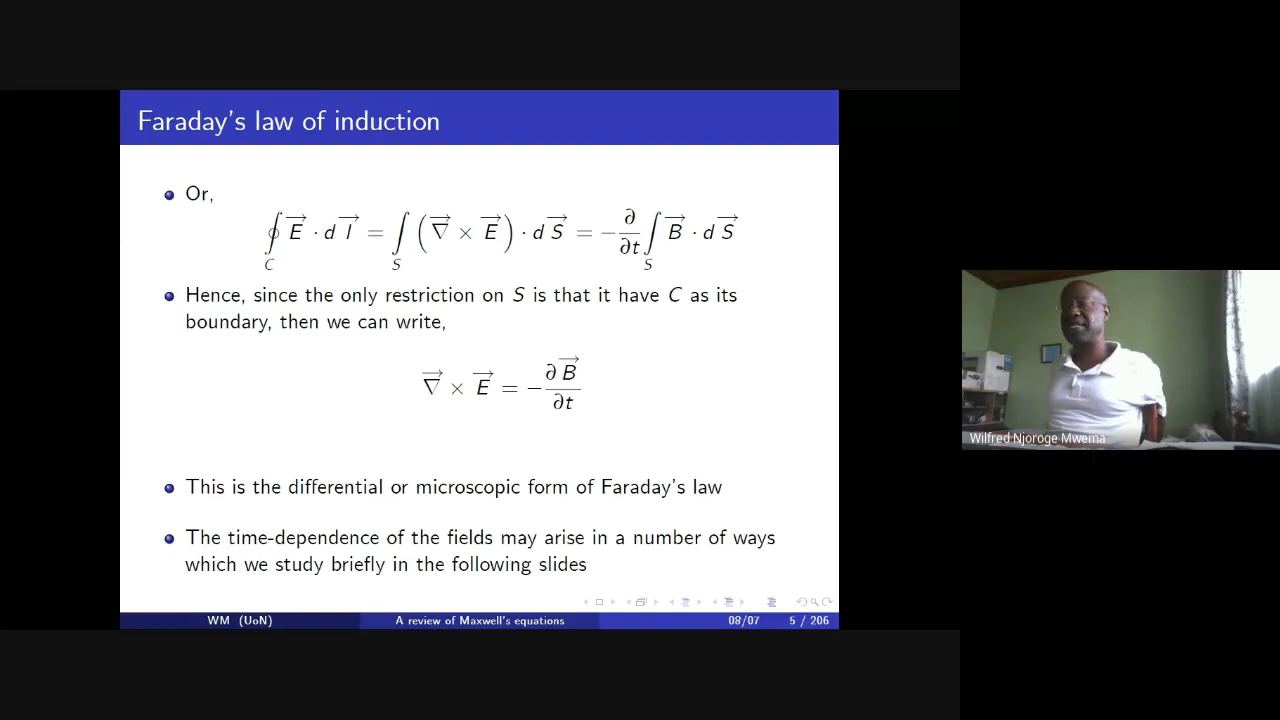 Faraday's law of induction
Or,
∮_C E⃗ · d l⃗ = ∫_S (∇⃗ × E⃗) · d S⃗ = −∂/∂t ∫_S B⃗ · d S⃗
Hence, since the only restriction on S is that it have C as its
boundary, then we can write,
∇⃗ × E⃗ = −∂B⃗/∂t
This is the differential or microscopic form of Faraday's law
The time-dependence of the fields may arise in a number of ways
which we study briefly in the following slides
WM (UoN) A review of Maxwell's equations 08/07 5 / 206
Wilfred Njoroge Mwema